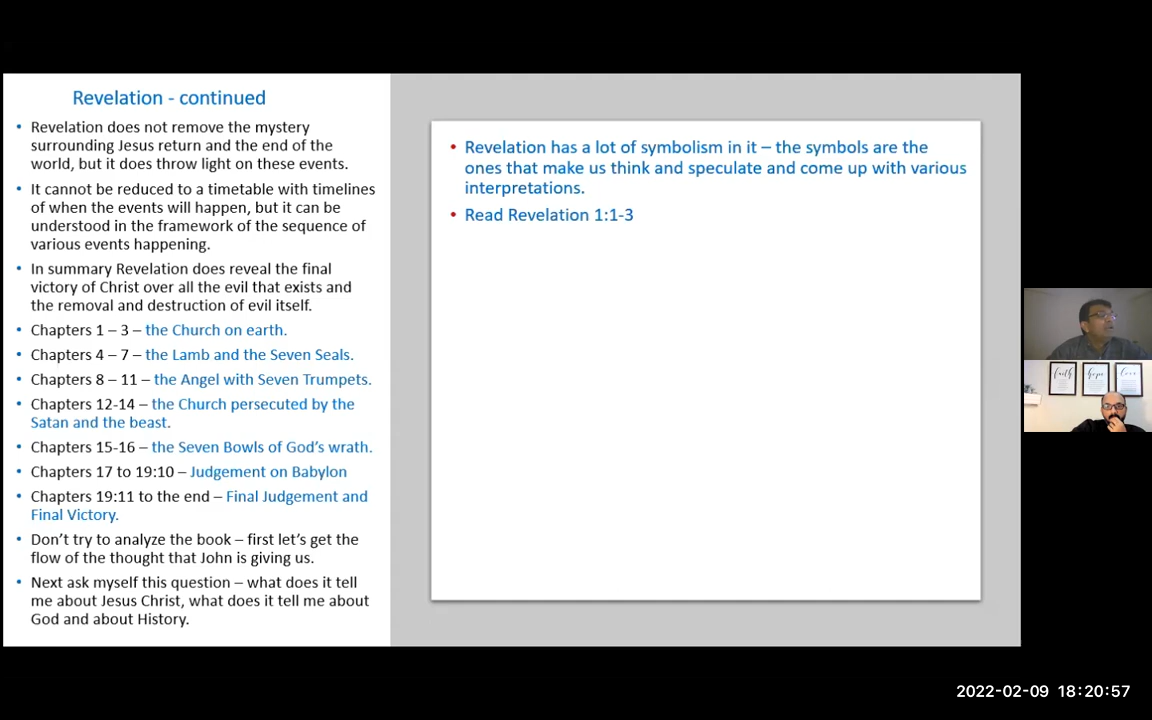 Revelation - continued
• Revelation does not remove the mystery
surrounding Jesus return and the end of the
world, but it does throw light on these events.
• It cannot be reduced to a timetable with timelines
of when the events will happen, but it can be
understood in the framework of the sequence of
various events happening.
• In summary Revelation does reveal the final
victory of Christ over all the evil that exists and
the removal and destruction of evil itself.
• Chapters 1 – 3 – the Church on earth.
• Chapters 4 – 7 – the Lamb and the Seven Seals.
• Chapters 8 – 11 – the Angel with Seven Trumpets.
• Chapters 12-14 – the Church persecuted by the
Satan and the beast.
• Chapters 15-16 – the Seven Bowls of God’s wrath.
• Chapters 17 to 19:10 – Judgement on Babylon
• Chapters 19:11 to the end – Final Judgement and
Final Victory.
• Don’t try to analyze the book – first let’s get the
flow of the thought that John is giving us.
• Next ask myself this question – what does it tell
me about Jesus Christ, what does it tell me about
God and about History.
• Revelation has a lot of symbolism in it – the symbols are the
ones that make us think and speculate and come up with various
interpretations.
• Read Revelation 1:1-3
faith
hope
love
2022-02-09 18:20:57